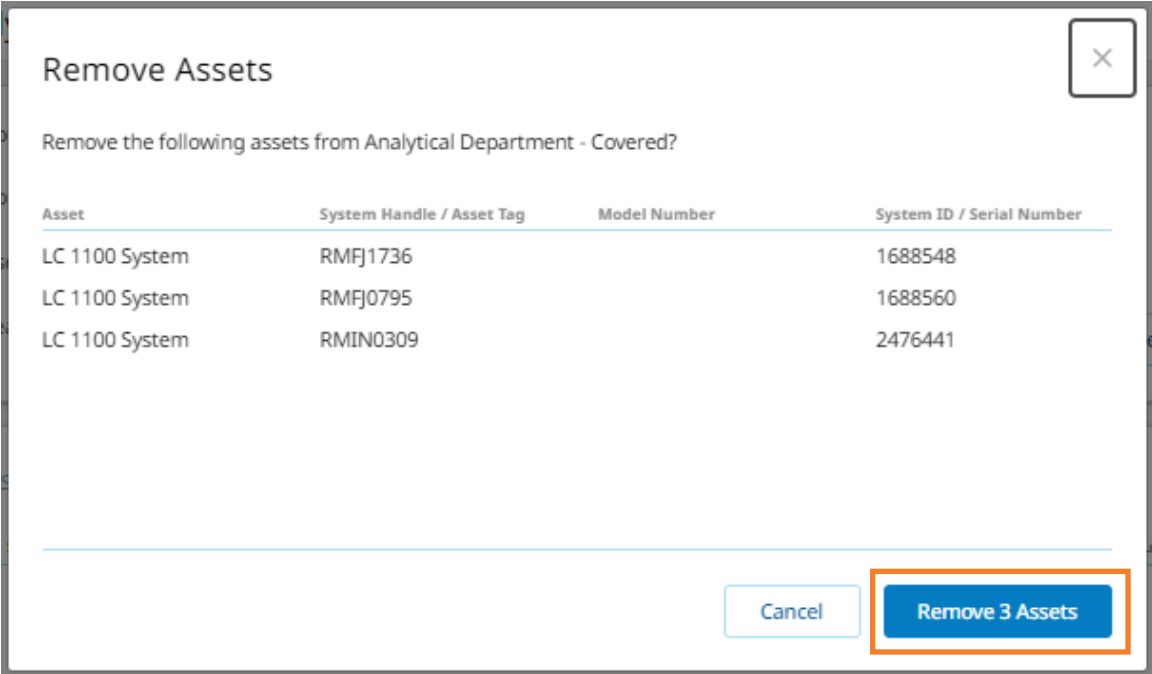 Remove Assets
Remove the following assets from Analytical Department - Covered?
Asset System Handle / Asset Tag Model Number System ID / Serial Number
LC 1100 System RMFJ1736 1688548
LC 1100 System RMFJ0795 1688560
LC 1100 System RMIN0309 2476441
Cancel Remove 3 Assets